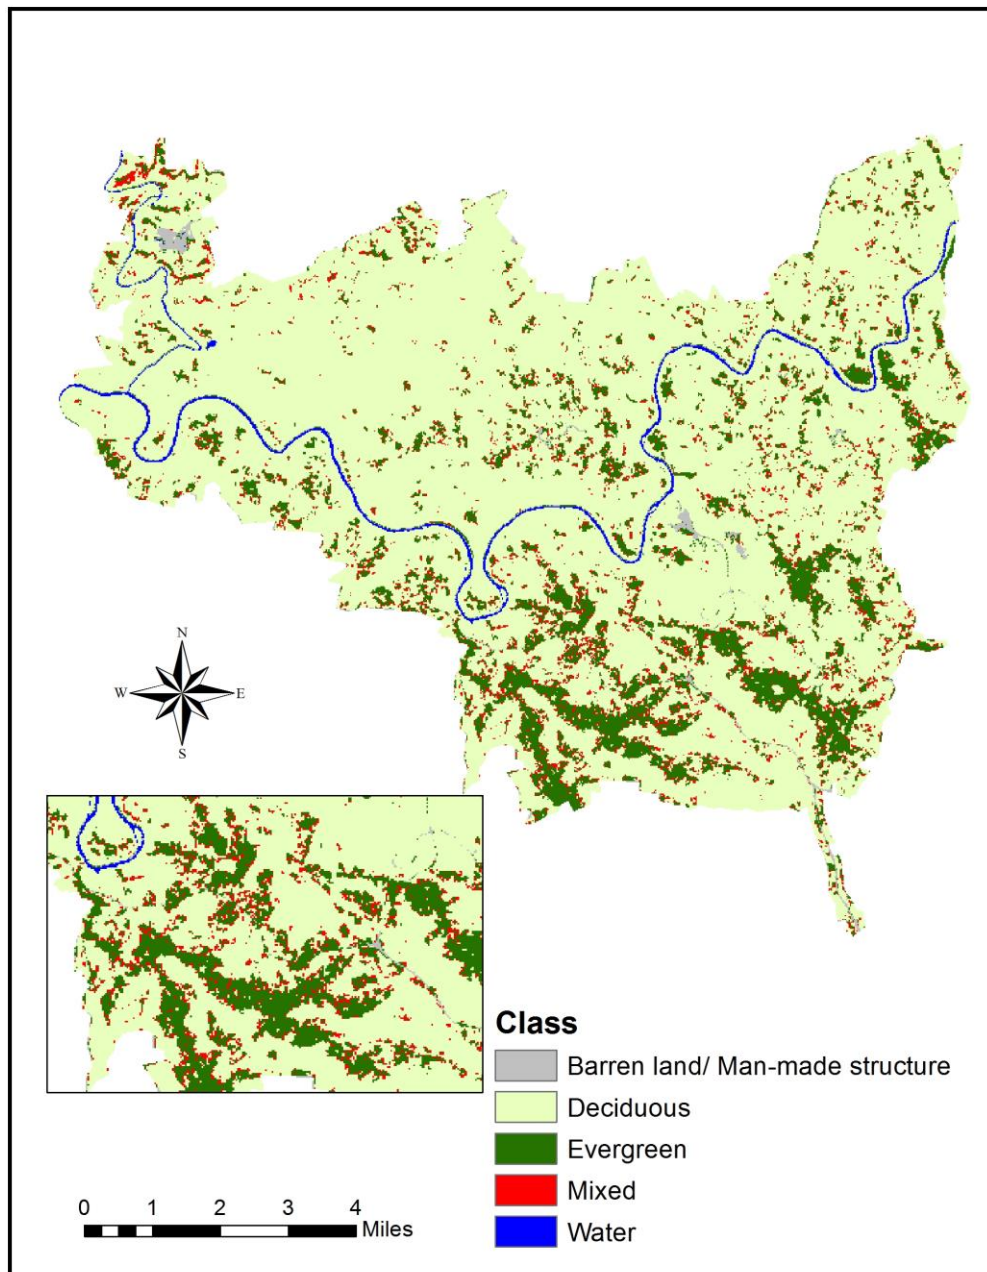 N
W E
S
Class
Barren land/ Man-made structure
Deciduous
Evergreen
Mixed
Water
0 1 2 3 4
Miles